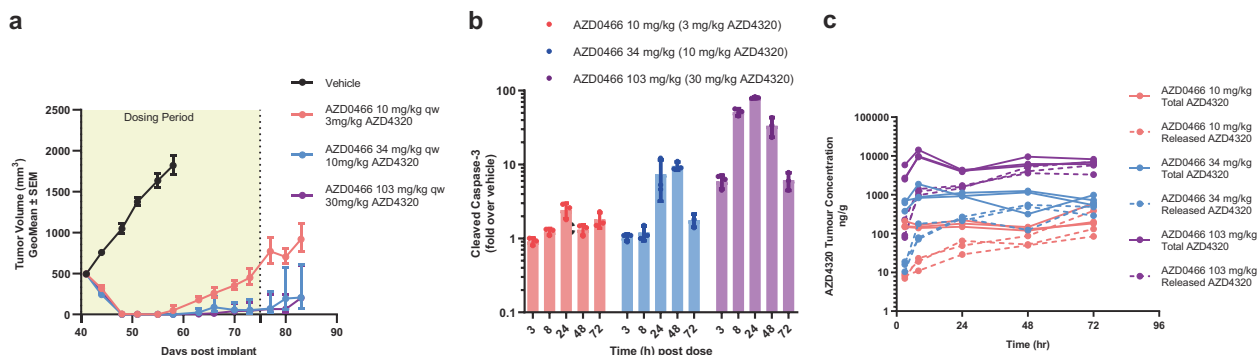 a
Vehicle
AZD0466 10 mg/kg qw
3mg/kg AZD4320
AZD0466 34 mg/kg qw
10mg/kg AZD4320
AZD0466 103 mg/kg qw
30mg/kg AZD4320
Dosing Period
Tumor Volume (mm³)
GeoMean ± SEM
2500
2000
1500
1000
500
0
40
50
60
70
80
90
Days post implant
b
AZD0466 10 mg/kg (3 mg/kg AZD4320)
AZD0466 34 mg/kg (10 mg/kg AZD4320)
AZD0466 103 mg/kg (30 mg/kg AZD4320)
Cleaved Caspase-3
(fold over vehicle)
100
10
1
0.1
3
8
24
48
72
3
8
24
48
72
3
8
24
48
72
Time (h) post dose
c
AZD4320 Tumour Concentration
ng/g
100000
10000
1000
100
10
1
0
24
48
72
96
Time (hr)
AZD0466 10 mg/kg
Total AZD4320
AZD0466 10 mg/kg
Released AZD4320
AZD0466 34 mg/kg
Total AZD4320
AZD0466 34 mg/kg
Released AZD4320
AZD0466 103 mg/kg
Total AZD4320
AZD0466 103 mg/kg
Released AZD4320